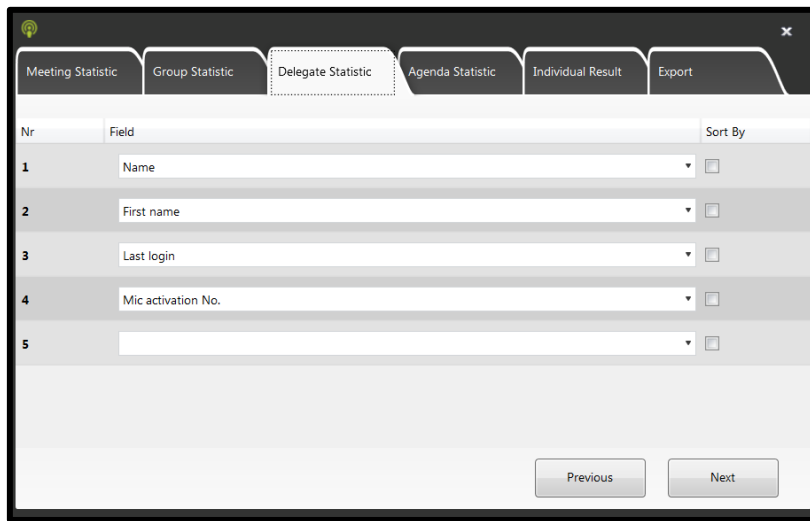 Meeting Statistic Group Statistic Delegate Statistic Agenda Statistic Individual Result Export
Nr Field Sort By
1 Name
2 First name
3 Last login
4 Mic activation No.
5
Previous Next